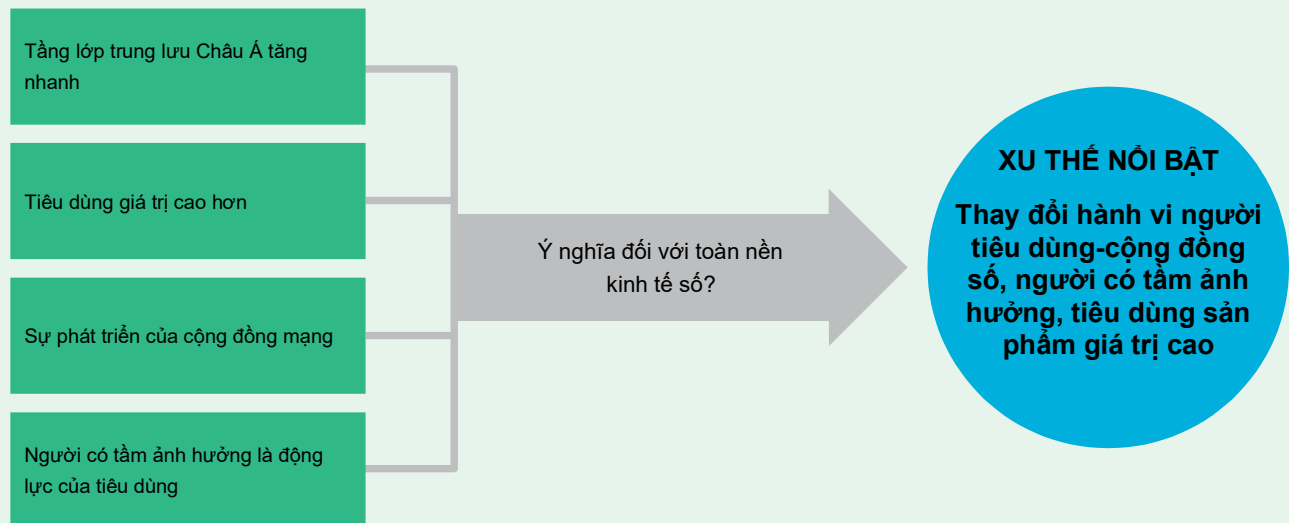 Tầng lớp trung lưu Châu Á tăng
nhanh
Tiêu dùng giá trị cao hơn
Sự phát triển của cộng đồng mạng
Người có tầm ảnh hưởng là động
lực của tiêu dùng
Ý nghĩa đối với toàn nền
kinh tế số?
XU THẾ NỔI BẬT
Thay đổi hành vi người
tiêu dùng-cộng đồng
số, người có tầm ảnh
hưởng, tiêu dùng sản
phẩm giá trị cao